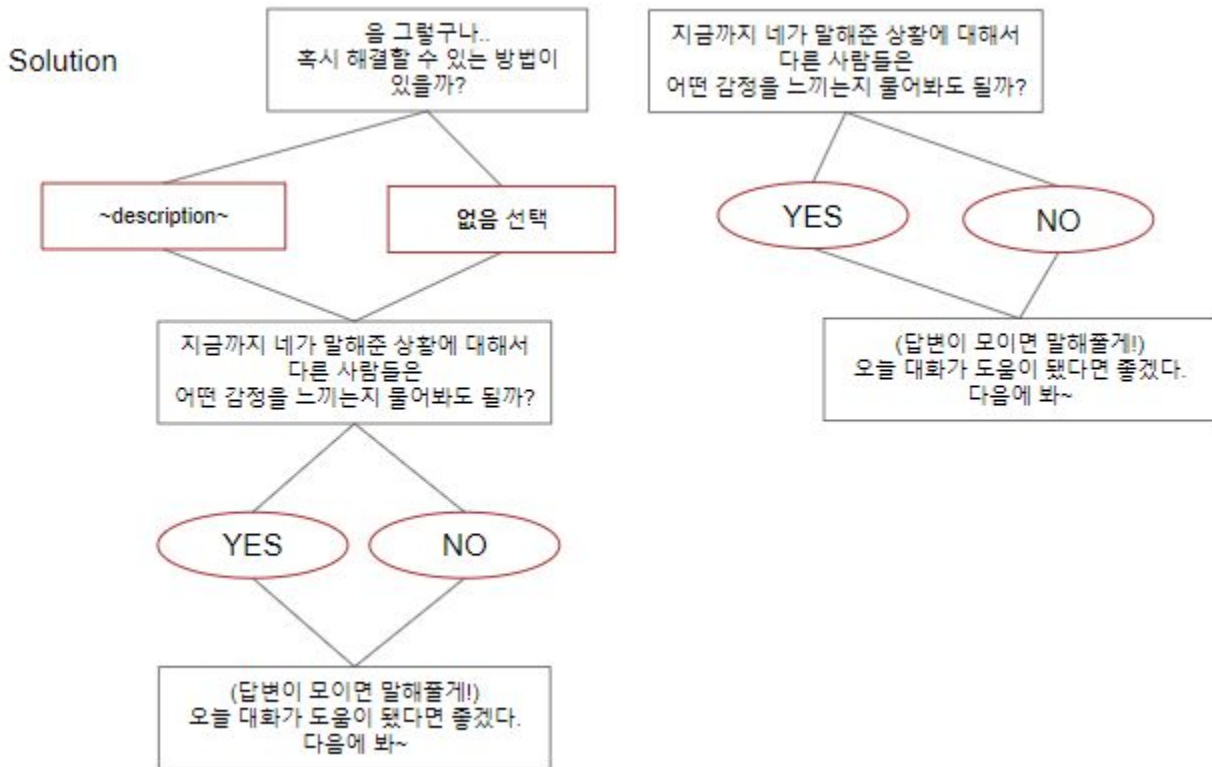 Solution
음 그렇구나..
혹시 해결할 수 있는 방법이
있을까?
~description~
없음 선택
지금까지 네가 말해준 상황에 대해서
다른 사람들은
어떤 감정을 느끼는지 물어봐도 될까?
YES
NO
(답변이 모이면 말해줄게!)
오늘 대화가 도움이 됐다면 좋겠다.
다음에 봐~
지금까지 네가 말해준 상황에 대해서
다른 사람들은
어떤 감정을 느끼는지 물어봐도 될까?
YES
NO
(답변이 모이면 말해줄게!)
오늘 대화가 도움이 됐다면 좋겠다.
다음에 봐~